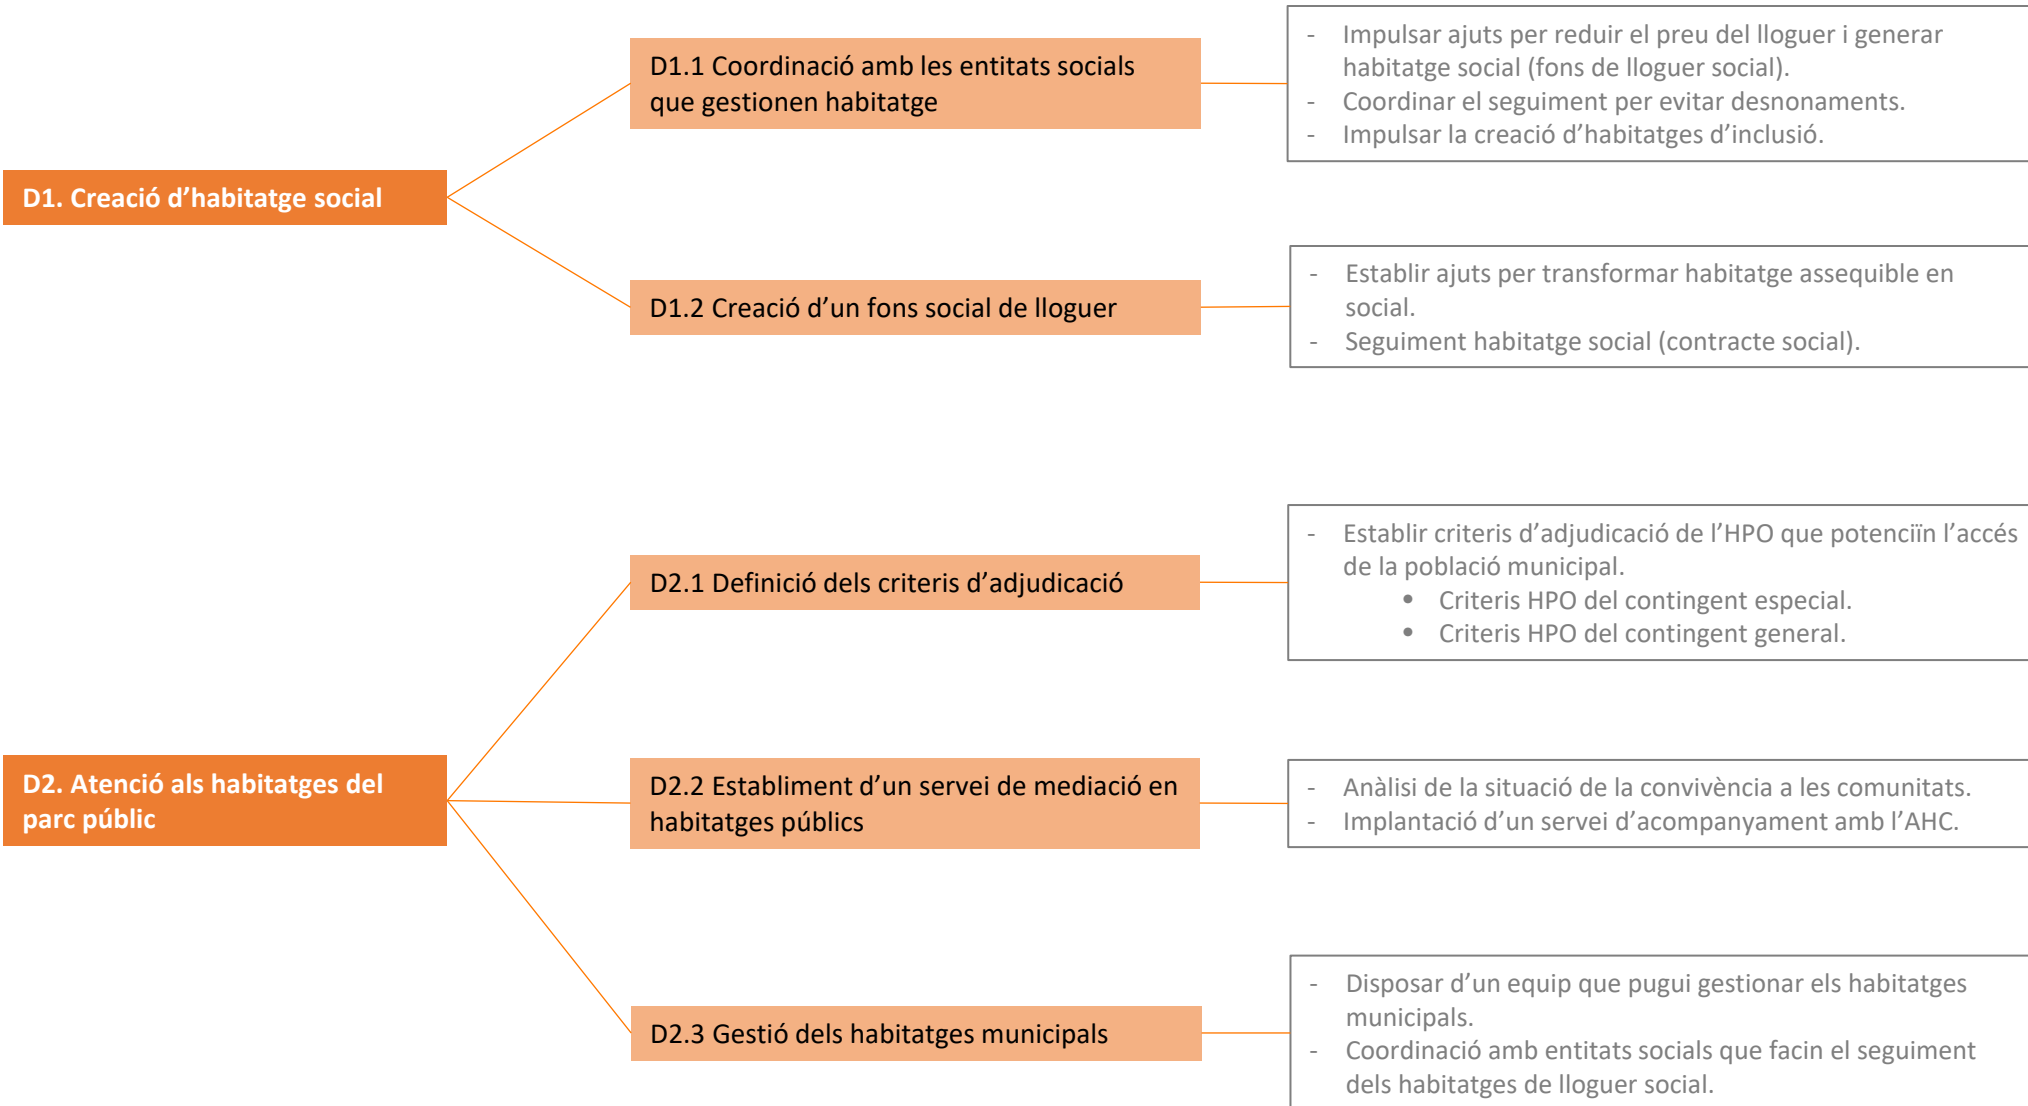 D1. Creació d’habitatge social
D1.1 Coordinació amb les entitats socials
que gestionen habitatge
- Impulsar ajuts per reduir el preu del lloguer i generar
habitatge social (fons de lloguer social).
- Coordinar el seguiment per evitar desnonaments.
- Impulsar la creació d’habitatges d’inclusió.
D1.2 Creació d’un fons social de lloguer
- Establir ajuts per transformar habitatge assequible en
social.
- Seguiment habitatge social (contracte social).
D2. Atenció als habitatges del
parc públic
D2.1 Definició dels criteris d’adjudicació
- Establir criteris d’adjudicació de l’HPO que potenciïn l’accés
de la població municipal.
• Criteris HPO del contingent especial.
• Criteris HPO del contingent general.
D2.2 Establiment d’un servei de mediació en
habitatges públics
- Anàlisi de la situació de la convivència a les comunitats.
- Implantació d’un servei d’acompanyament amb l’AHC.
D2.3 Gestió dels habitatges municipals
- Disposar d’un equip que pugui gestionar els habitatges
municipals.
- Coordinació amb entitats socials que facin el seguiment
dels habitatges de lloguer social.